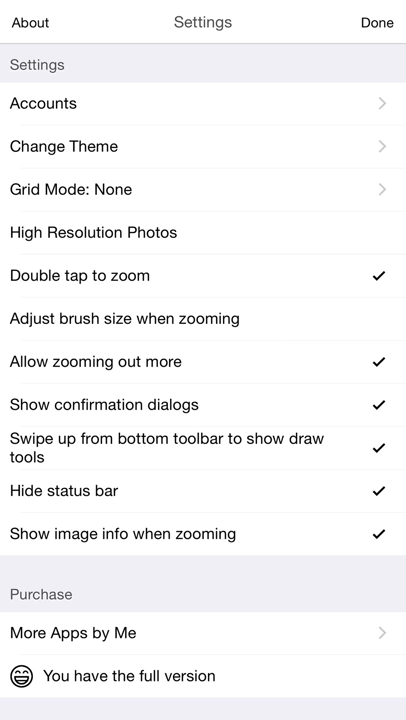 About Settings Done
Settings
Accounts
Change Theme
Grid Mode: None
High Resolution Photos
Double tap to zoom
Adjust brush size when zooming
Allow zooming out more
Show confirmation dialogs
Swipe up from bottom toolbar to show draw
tools
Hide status bar
Show image info when zooming
Purchase
More Apps by Me
You have the full version